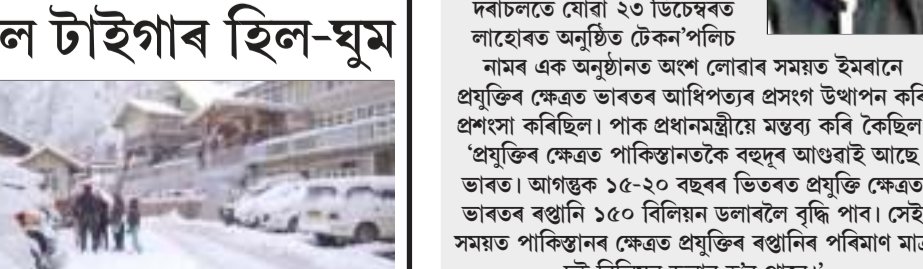 ল টাইগাৰ হিল-ঘুম
দৰাচলতে যোৱা ২৩ ডিচেম্বৰত
লাহোৰত অনুষ্ঠিত টেকন'পলিচ
নামৰ এক অনুষ্ঠানত অংশ লোৱাৰ সময়ত ইমৰানে
প্ৰযুক্তিৰ ক্ষেত্ৰত ভাৰতৰ আধিপত্যৰ প্ৰসংগ উত্থাপন কৰি
প্ৰশংসা কৰিছিল। পাক প্ৰধানমন্ত্ৰীয়ে মন্তব্য কৰি কৈছিল
‘প্ৰযুক্তিৰ ক্ষেত্ৰত পাকিস্তানতকৈ বহুদূৰ আগুৱাই আছে
ভাৰত। আগন্তুক ১৫-২০ বছৰৰ ভিতৰত প্ৰযুক্তি ক্ষেত্ৰত
ভাৰতৰ ৰপ্তানি ১৫০ বিলিয়ন ডলাৰলৈ বৃদ্ধি পাব। সেই
সময়ত পাকিস্তানৰ ক্ষেত্ৰত প্ৰযুক্তিৰ ৰপ্তানিৰ পৰিমাণ মাত্ৰ